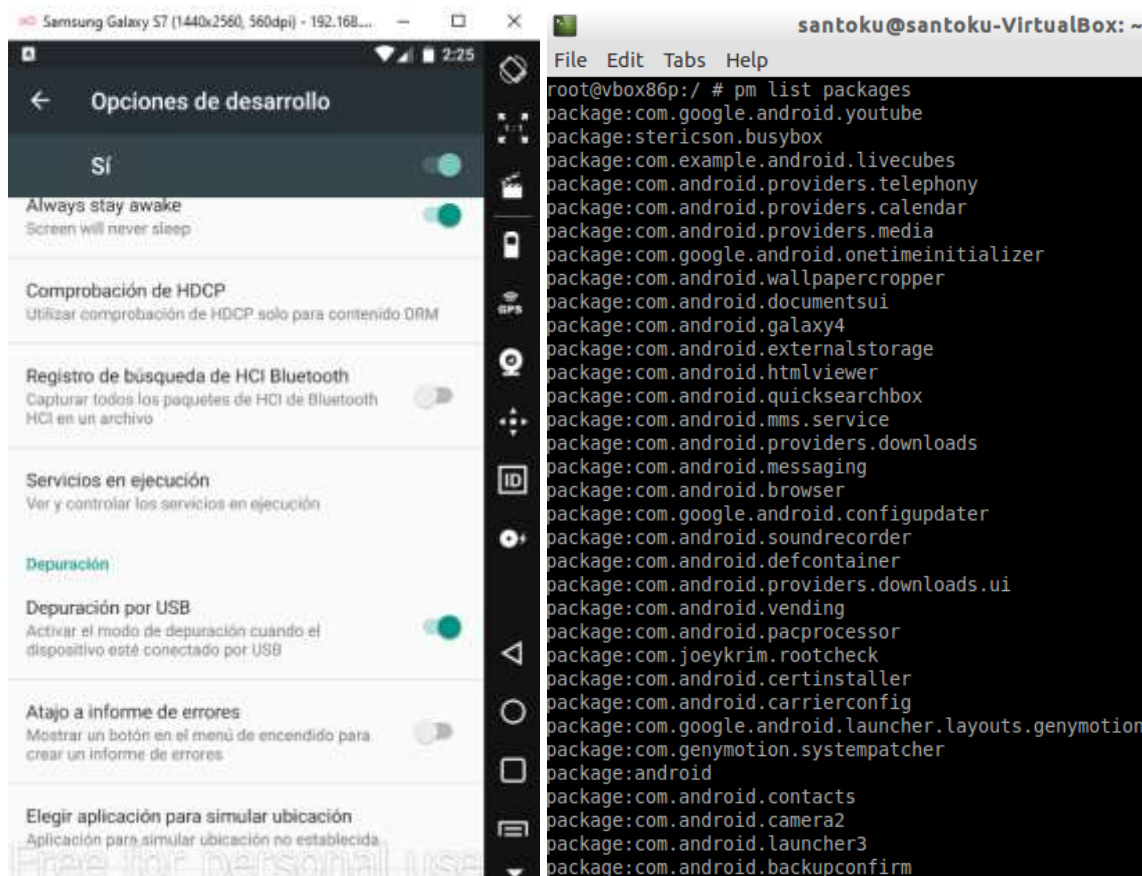 Samsung Galaxy S7 (1440x2560, 560dpi) - 192.168....
2:25
Opciones de desarrollo
Sí
Always stay awake
Screen will never sleep
Comprobación de HDCP
Utilizar comprobación de HDCP solo para contenido DRM
Registro de búsqueda de HCI Bluetooth
Capturar todos los paquetes de HCI de Bluetooth
HCI en un archivo
Servicios en ejecución
Ver y controlar los servicios en ejecución
Depuración
Depuración por USB
Activar el modo de depuración cuando el
dispositivo esté conectado por USB
Atajo a informe de errores
Mostrar un botón en el menú de encendido para
crear un informe de errores
Elegir aplicación para simular ubicación
Aplicación para simular ubicación no establecida
Free for personal use
1:1
GPS
ID
santoku@santoku-VirtualBox: ~
File Edit Tabs Help
root@vbox86p:/ # pm list packages
package:com.google.android.youtube
package:stericson.busybox
package:com.example.android.livecubes
package:com.android.providers.telephony
package:com.android.providers.calendar
package:com.android.providers.media
package:com.google.android.onetimeinitializer
package:com.android.wallpapercropper
package:com.android.documentsui
package:com.android.galaxy4
package:com.android.externalstorage
package:com.android.htmlviewer
package:com.android.quicksearchbox
package:com.android.mms.service
package:com.android.providers.downloads
package:com.android.messaging
package:com.android.browser
package:com.google.android.configupdater
package:com.android.soundrecorder
package:com.android.defcontainer
package:com.android.providers.downloads.ui
package:com.android.vending
package:com.android.pacprocessor
package:com.joeykrim.rootcheck
package:com.android.certinstaller
package:com.android.carrierconfig
package:com.google.android.launcher.layouts.genymotion
package:com.genymotion.systempatcher
package:android
package:com.android.contacts
package:com.android.camera2
package:com.android.launcher3
package:com.android.backupconfirm